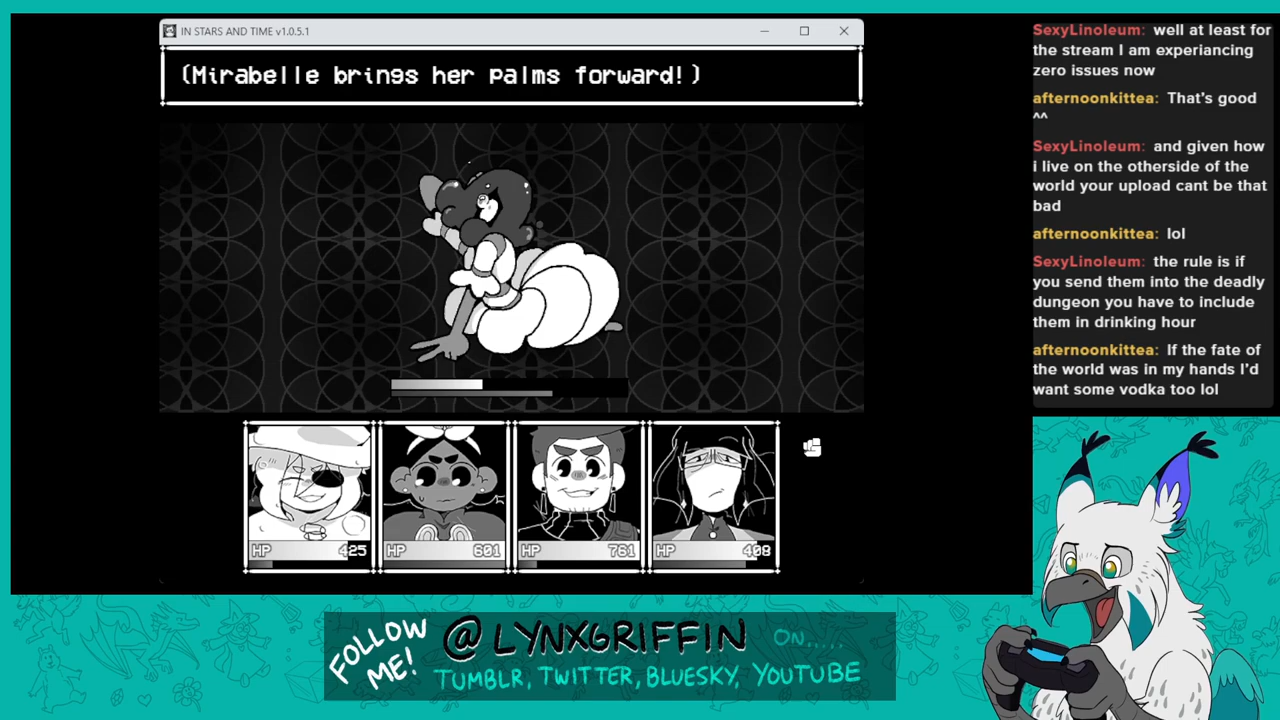 IN STARS AND TIME v1.0.5.1
(Mirabelle brings her palms forward!)
HP 425
HP 601
HP 781
HP 408
SexyLinoleum: well at least for
the stream I am experiancing
zero issues now
afternoonkittea: That's good
^^
SexyLinoleum: and given how
i live on the otherside of the
world your upload cant be that
bad
afternoonkittea: lol
SexyLinoleum: the rule is if
you send them into the deadly
dungeon you have to include
them in drinking hour
afternoonkittea: If the fate of
the world was in my hands I'd
want some vodka too lol
FOLLOW
ME!
@LYNXGRIFFIN ON.....
TUMBLR, TWITTER, BLUESKY, YOUTUBE